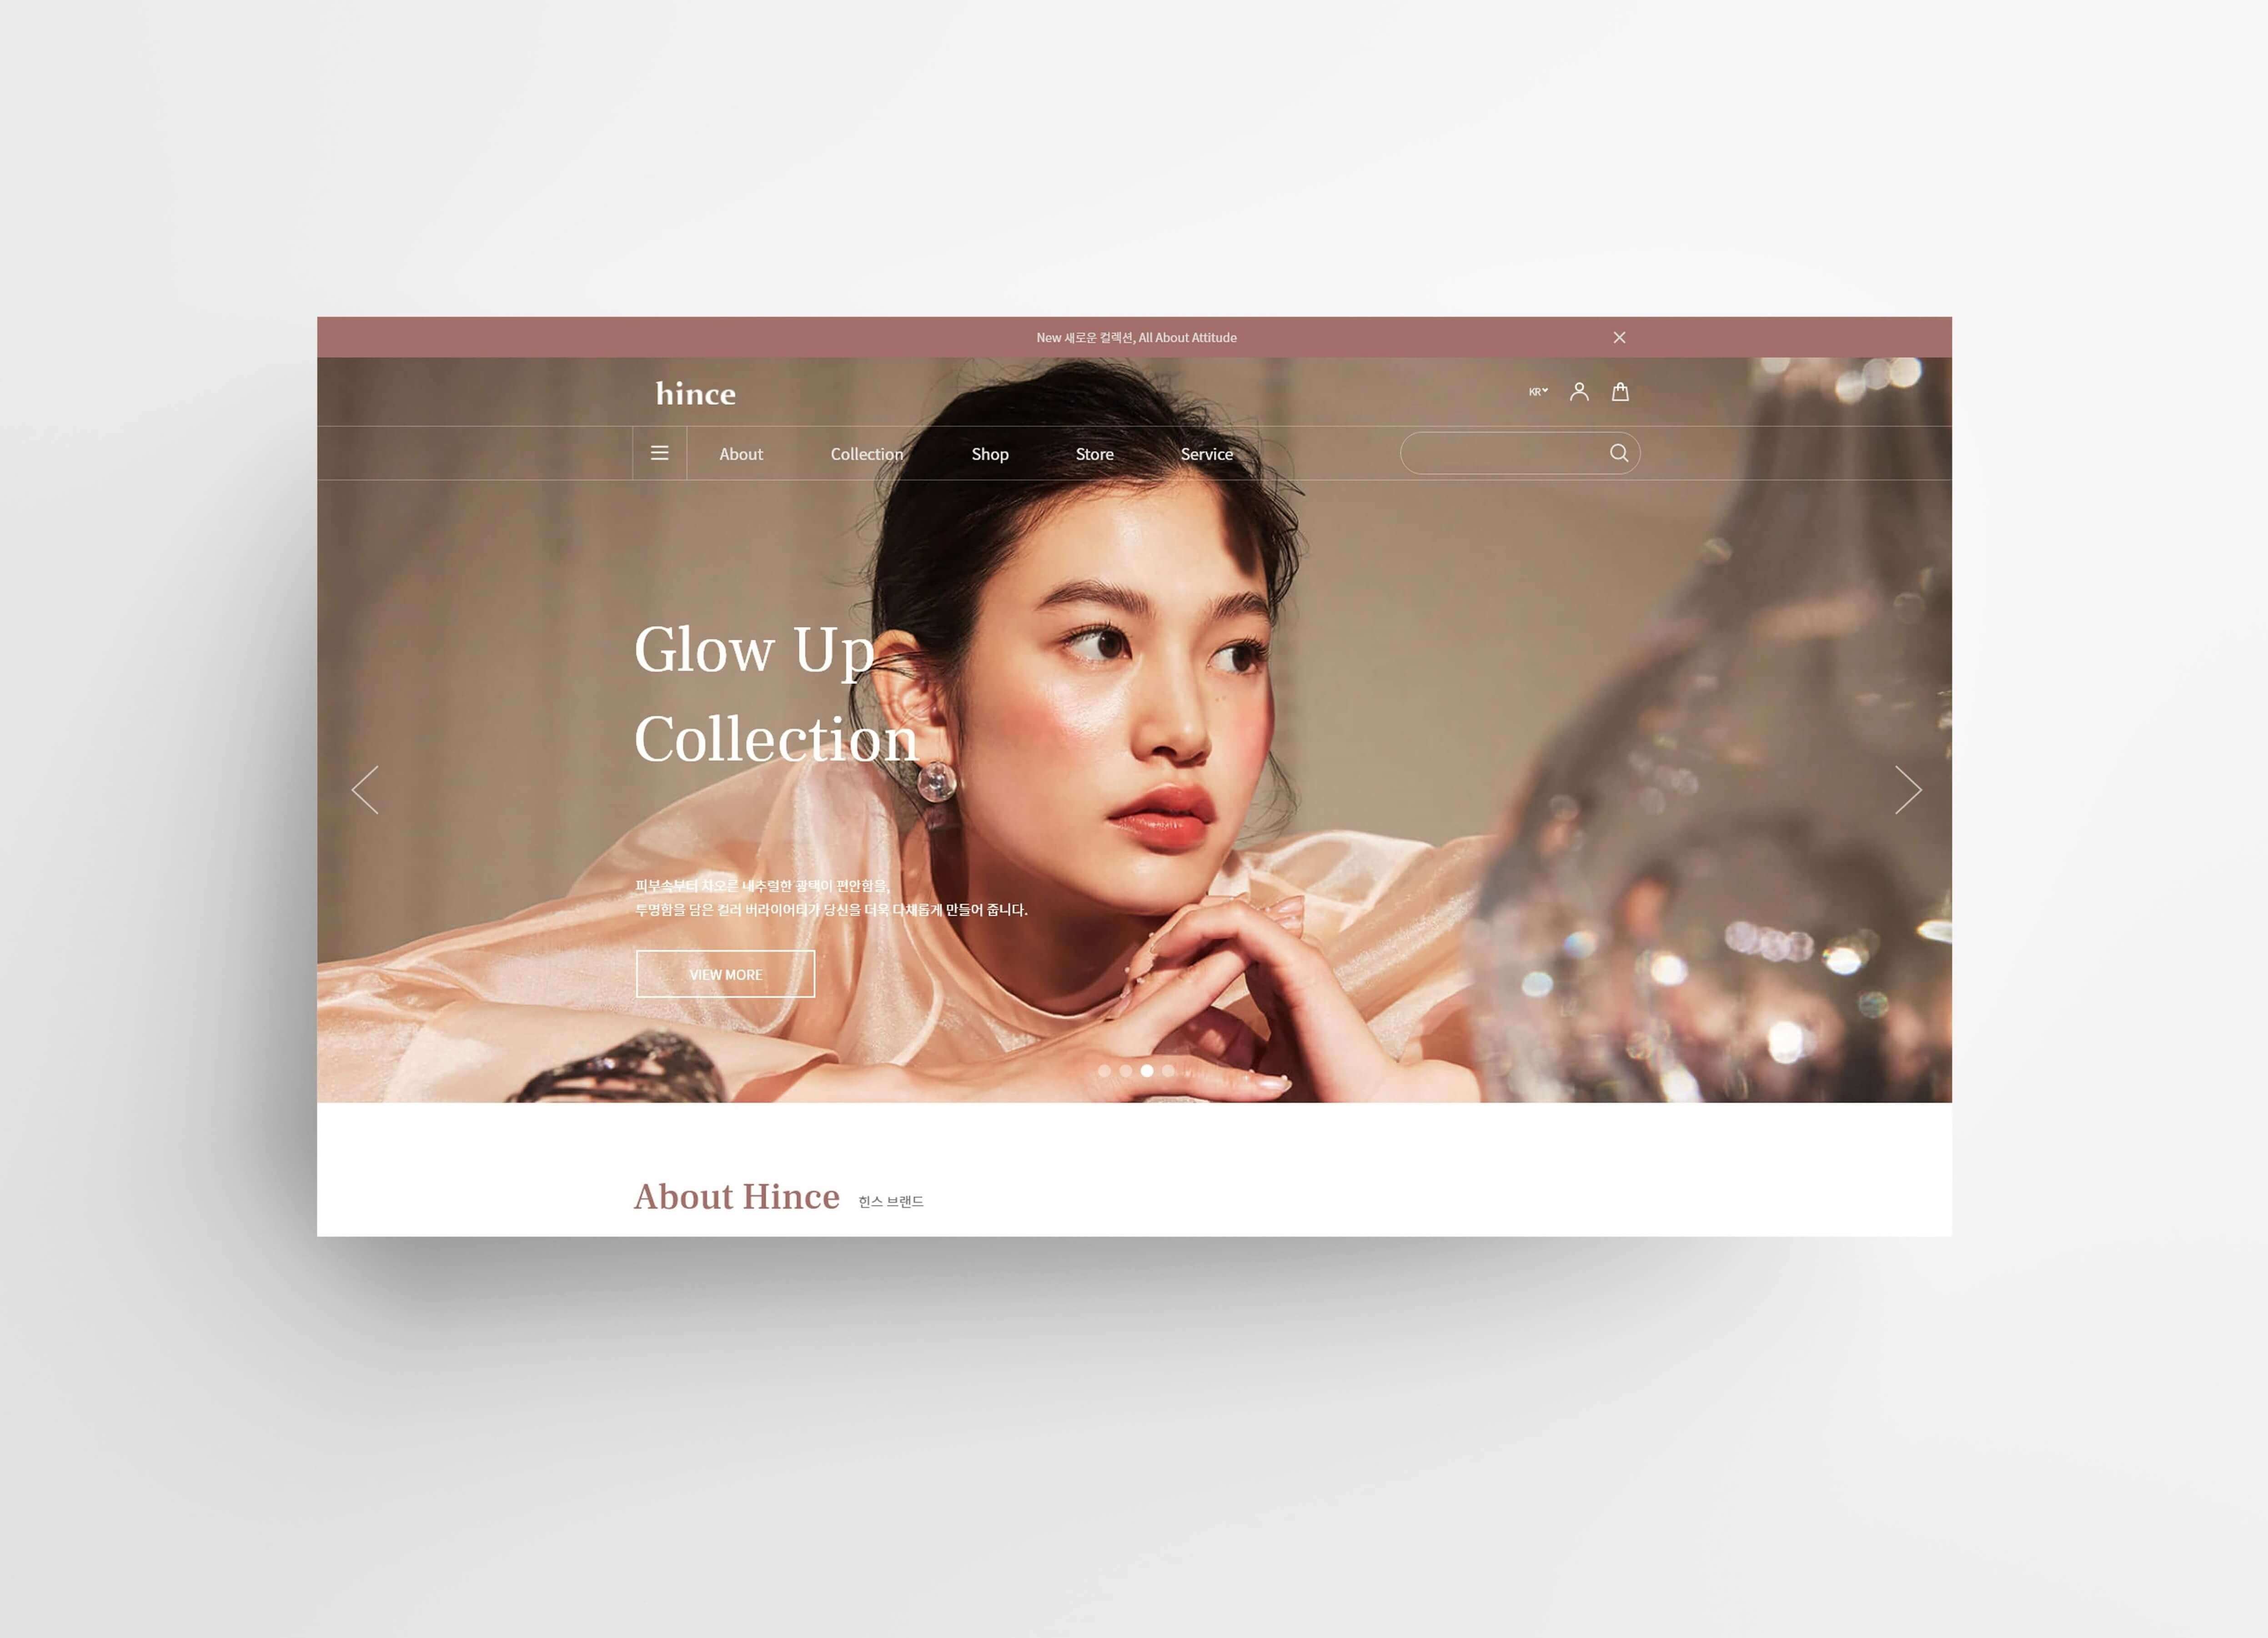 New 새로운 컬렉션, All About Attitude
hince
KR
About Collection Shop Store Service
Glow Up
Collection
피부속부터 차오른 내추럴한 광택이 편안함을,
투명함을 담은 컬러 버라이어티가 당신을 더욱 다채롭게 만들어 줍니다.
VIEW MORE
About Hince 힌스 브랜드